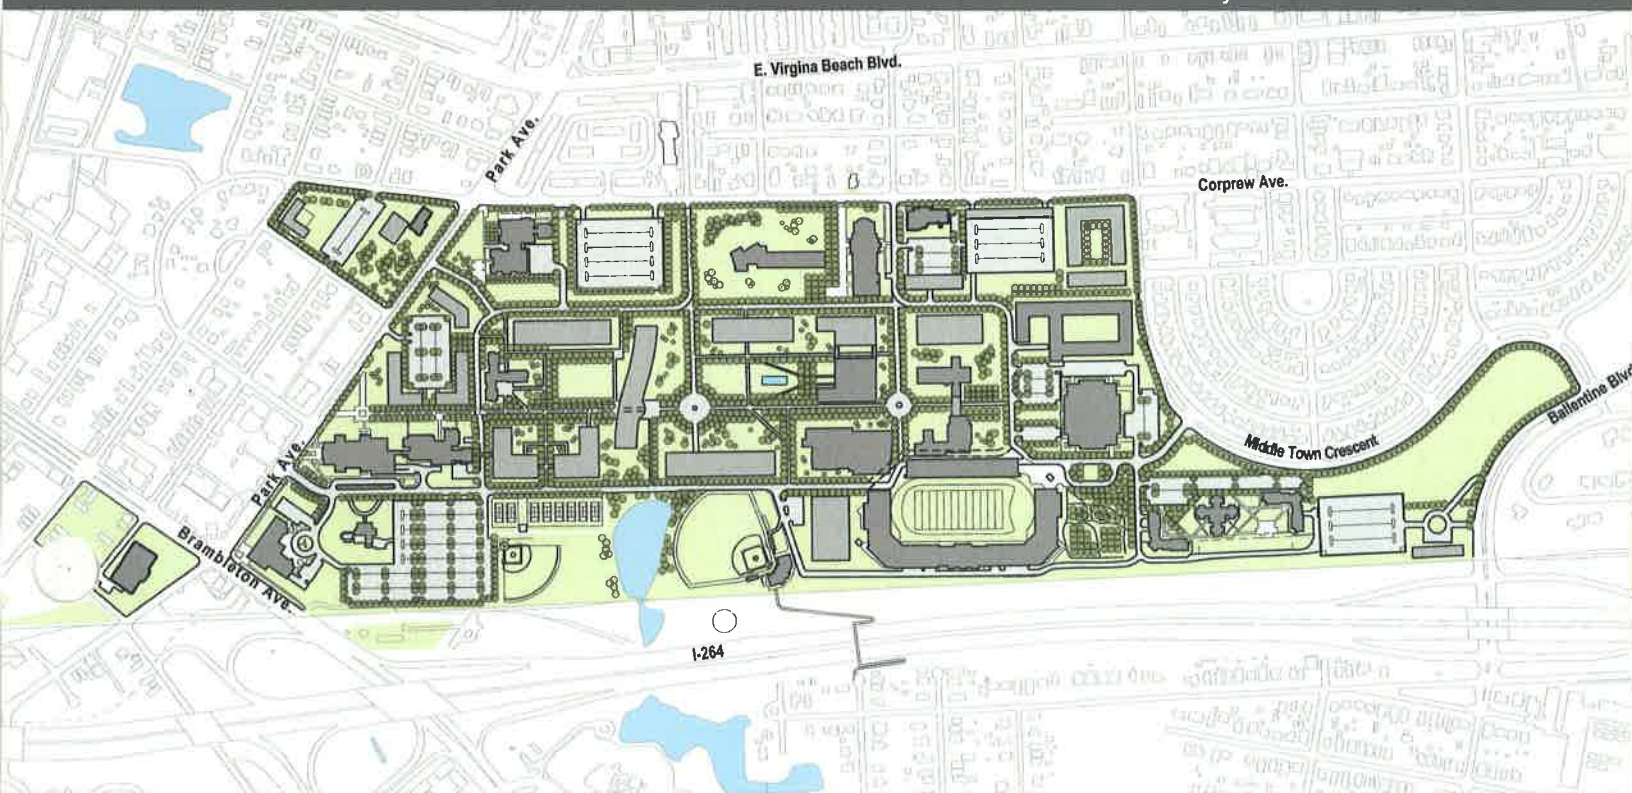 E. Virgina Beach Blvd.
Park Ave.
Corprew Ave.
Ballentine Blvd
Middle Town Crescent
Park Ave.
Brambleton Ave.
I-264